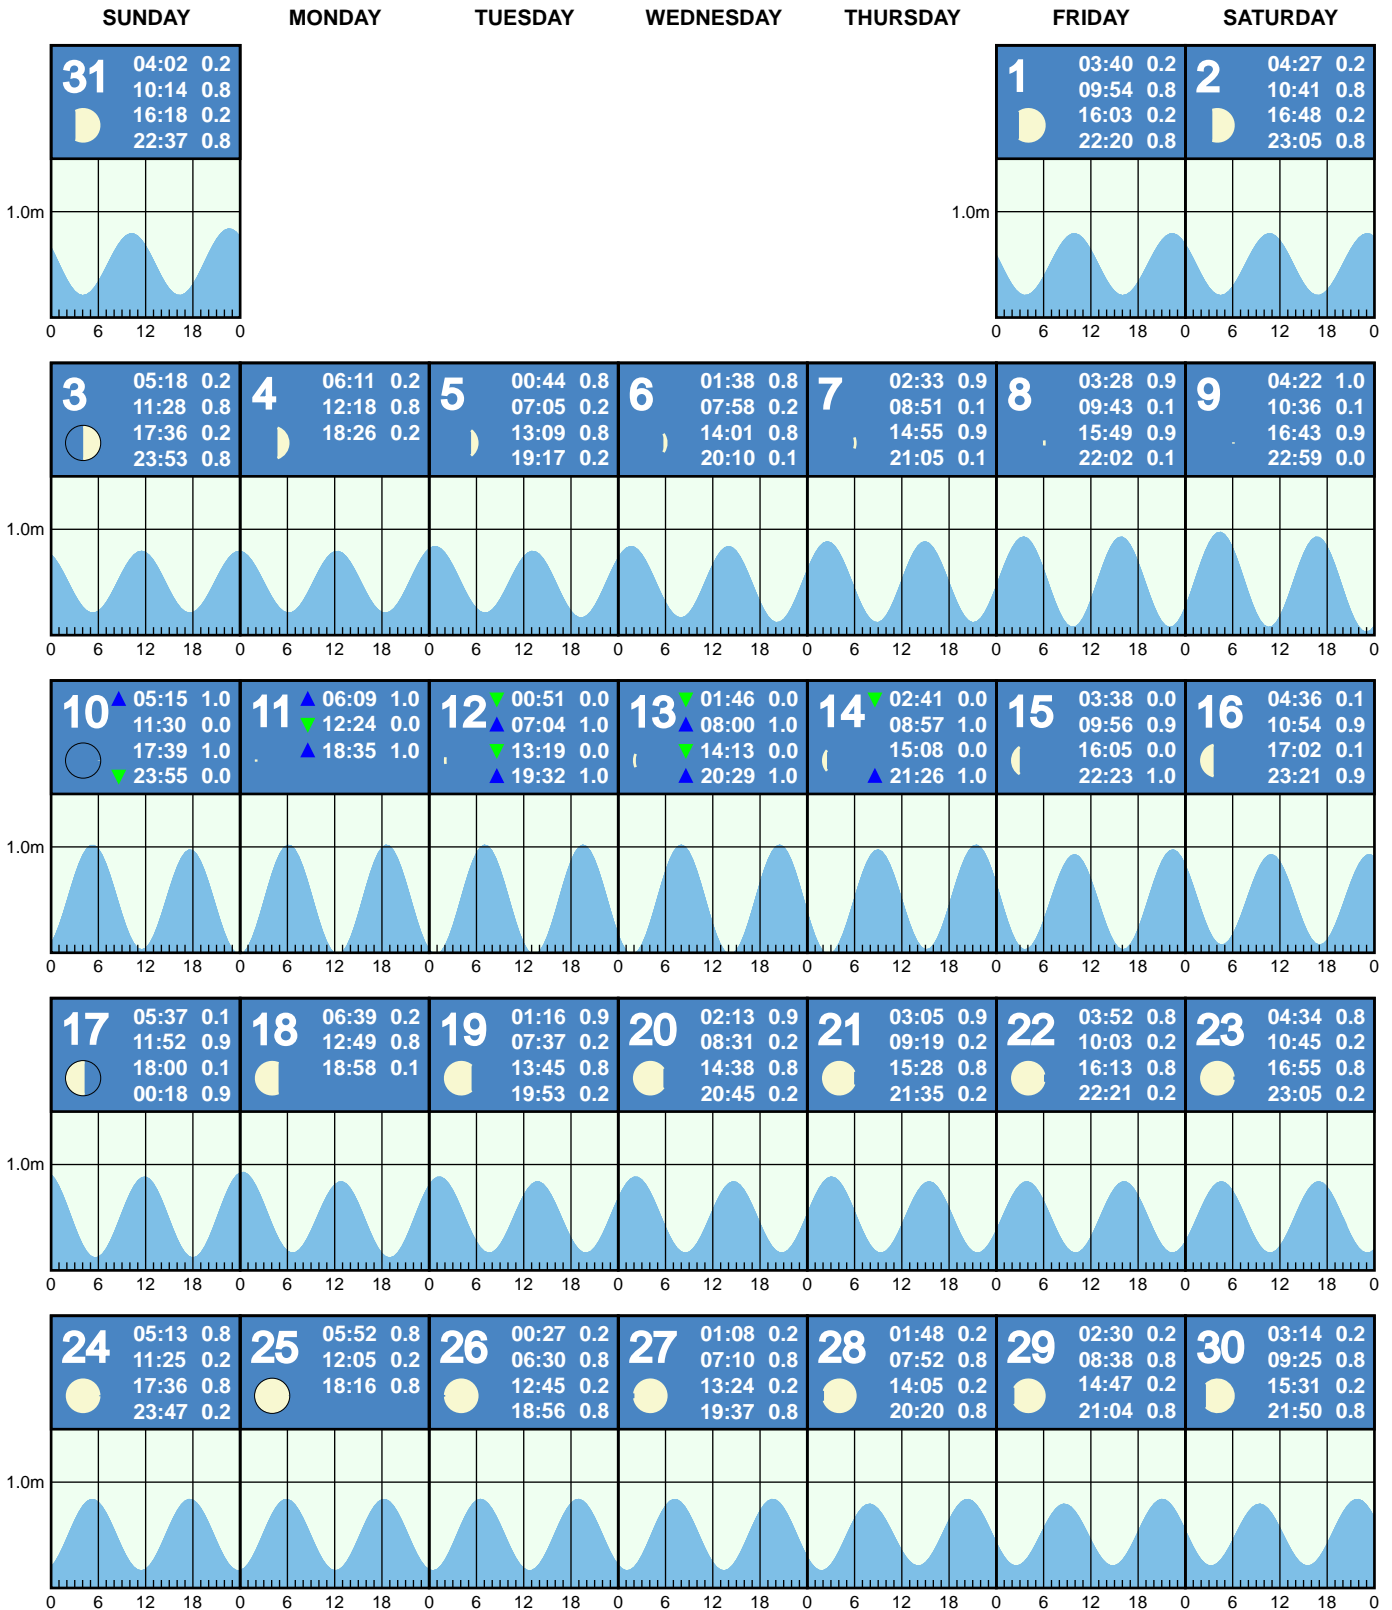 SUNDAY MONDAY TUESDAY WEDNESDAY THURSDAY FRIDAY SATURDAY
31 04:02 0.2
10:14 0.8
16:18 0.2
22:37 0.8
1 03:40 0.2
09:54 0.8
16:03 0.2
22:20 0.8
2 04:27 0.2
10:41 0.8
16:48 0.2
23:05 0.8
1.0m 1.0m
0 6 12 18 0 0 6 12 18 0 6 12 18 0
3 05:18 0.2
11:28 0.8
17:36 0.2
23:53 0.8
4 06:11 0.2
12:18 0.8
18:26 0.2
5 00:44 0.8
07:05 0.2
13:09 0.8
19:17 0.2
6 01:38 0.8
07:58 0.2
14:01 0.8
20:10 0.1
7 02:33 0.9
08:51 0.1
14:55 0.9
21:05 0.1
8 03:28 0.9
09:43 0.1
15:49 0.9
22:02 0.1
9 04:22 1.0
10:36 0.1
16:43 0.9
22:59 0.0
1.0m
0 6 12 18 0 6 12 18 0 6 12 18 0 6 12 18 0 6 12 18 0 6 12 18 0 6 12 18 0
10 05:15 1.0
11:30 0.0
17:39 1.0
23:55 0.0
11 06:09 1.0
12:24 0.0
18:35 1.0
12 00:51 0.0
07:04 1.0
13:19 0.0
19:32 1.0
13 01:46 0.0
08:00 1.0
14:13 0.0
20:29 1.0
14 02:41 0.0
08:57 1.0
15:08 0.0
21:26 1.0
15 03:38 0.0
09:56 0.9
16:05 0.0
22:23 1.0
16 04:36 0.1
10:54 0.9
17:02 0.1
23:21 0.9
1.0m
0 6 12 18 0 6 12 18 0 6 12 18 0 6 12 18 0 6 12 18 0 6 12 18 0 6 12 18 0
17 05:37 0.1
11:52 0.9
18:00 0.1
00:18 0.9
18 06:39 0.2
12:49 0.8
18:58 0.1
19 01:16 0.9
07:37 0.2
13:45 0.8
19:53 0.2
20 02:13 0.9
08:31 0.2
14:38 0.8
20:45 0.2
21 03:05 0.9
09:19 0.2
15:28 0.8
21:35 0.2
22 03:52 0.8
10:03 0.2
16:13 0.8
22:21 0.2
23 04:34 0.8
10:45 0.2
16:55 0.8
23:05 0.2
1.0m
0 6 12 18 0 6 12 18 0 6 12 18 0 6 12 18 0 6 12 18 0 6 12 18 0 6 12 18 0
24 05:13 0.8
11:25 0.2
17:36 0.8
23:47 0.2
25 05:52 0.8
12:05 0.2
18:16 0.8
26 00:27 0.2
06:30 0.8
12:45 0.2
18:56 0.8
27 01:08 0.2
07:10 0.8
13:24 0.2
19:37 0.8
28 01:48 0.2
07:52 0.8
14:05 0.2
20:20 0.8
29 02:30 0.2
08:38 0.8
14:47 0.2
21:04 0.8
30 03:14 0.2
09:25 0.8
15:31 0.2
21:50 0.8
1.0m
0 6 12 18 0 6 12 18 0 6 12 18 0 6 12 18 0 6 12 18 0 6 12 18 0 6 12 18 0